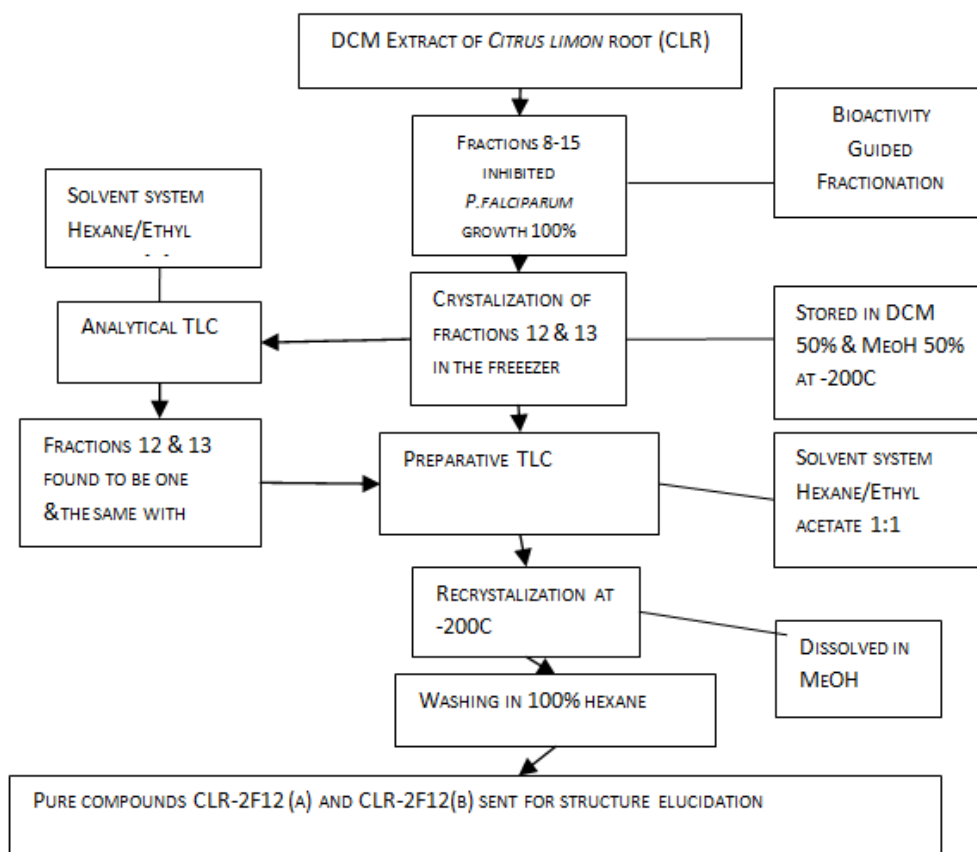 DCM Extract of Citrus limon root (CLR)
Fractions 8-15
inhibited
P.falciparum
growth 100%
Bioactivity
Guided
Fractionation
Solvent system
Hexane/Ethyl
Crystalization of
fractions 12 & 13
in the freeezer
Analytical TLC
Stored in DCM
50% & MeOH 50%
at -200C
Fractions 12 & 13
found to be one
&the same with
Preparative TLC
Solvent system
Hexane/Ethyl
acetate 1:1
Recrystalization at
-200C
Dissolved in
MeOH
Washing in 100% hexane
Pure compounds CLR-2F12 (a) and CLR-2F12(b) sent for structure elucidation